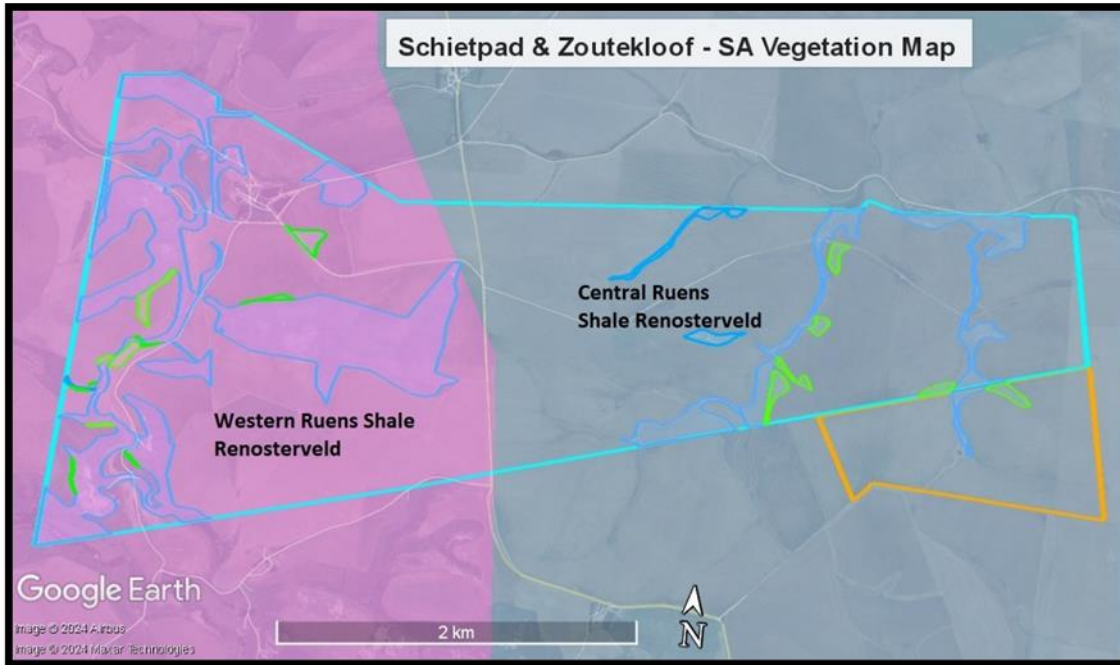 Schietpad & Zoutekloof - SA Vegetation Map
Central Ruens
Shale Renosterveld
Western Ruens Shale
Renosterveld
Google Earth
Image © 2024 Airbus
Image © 2024 Maxar Technologies
2 km
N